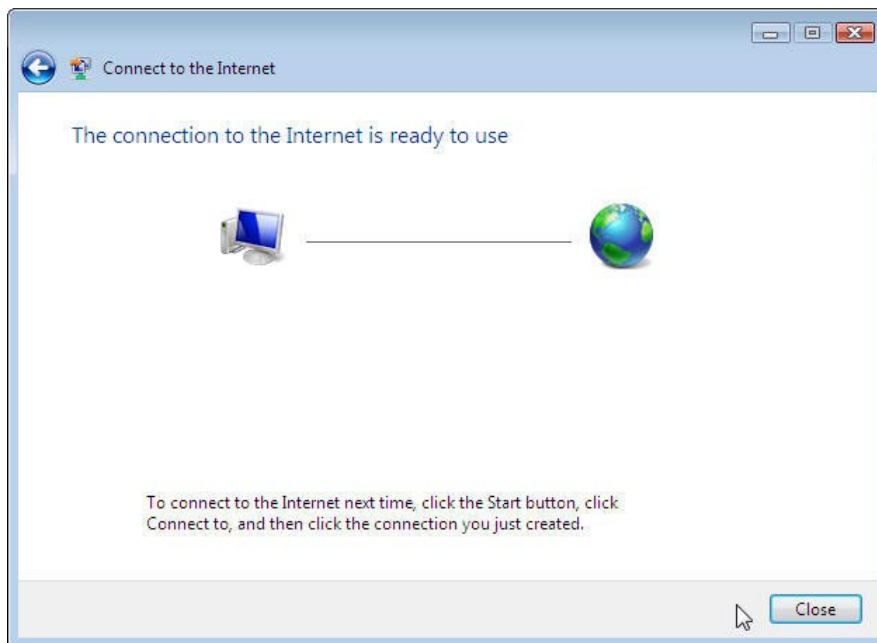 Connect to the Internet
The connection to the Internet is ready to use
To connect to the Internet next time, click the Start button, click
Connect to, and then click the connection you just created.
Close